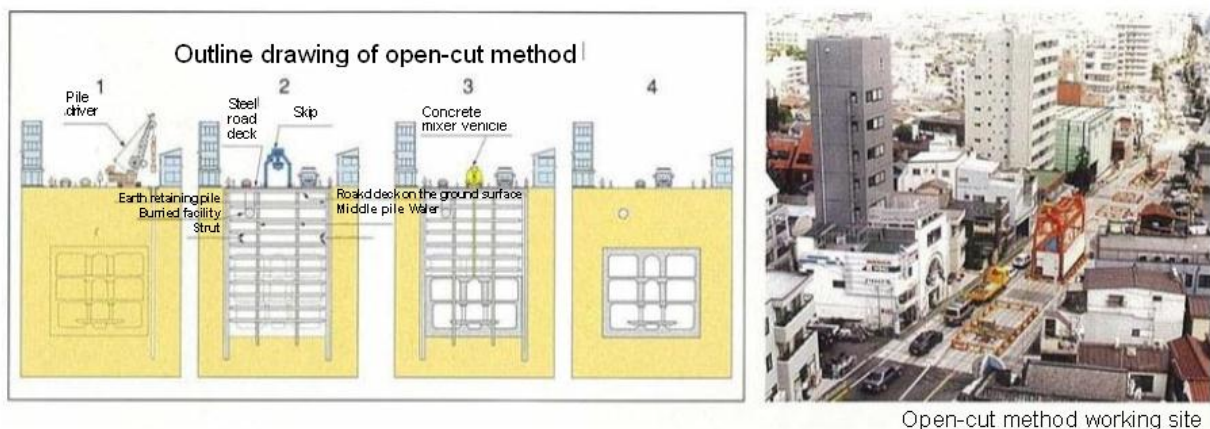 Outline drawing of open-cut method
1
2
3
4
Pile
driver
Steel
road
deck
Skip
Concrete
mixer venicie
Earth retaining pile
Burried facility
Strut
Roakd deck on the ground surface
Middle pile Waler
Open-cut method working site